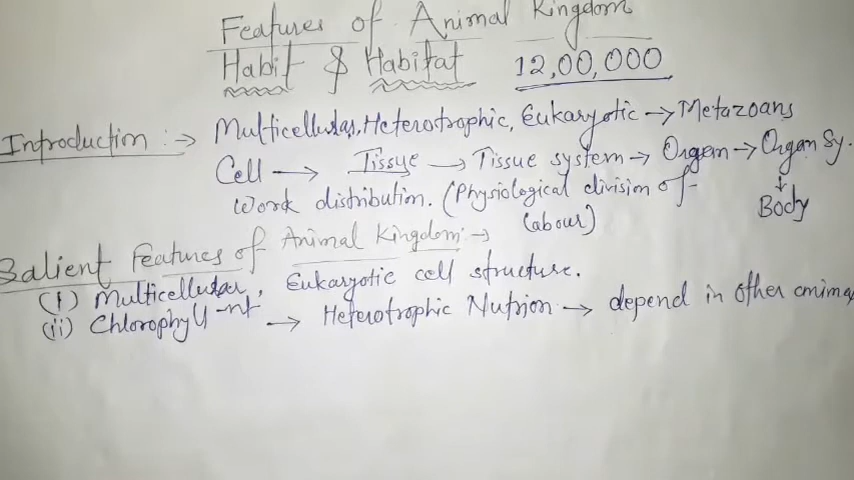 Features of Animal Kingdom
Habit & Habitat 12,00,000
Introduction :→ Multicellular, Heterotrophic, Eukaryotic → Metazoans
Cell → Tissue → Tissue system → Organ → Organ Sy.
↓
Work distribution. (Physiological division of labour) Body
Salient Features of Animal Kingdom :→
(i) Multicellular, Eukaryotic cell structure.
(ii) Chlorophyll -nt → Heterotrophic Nutrion → depend in other